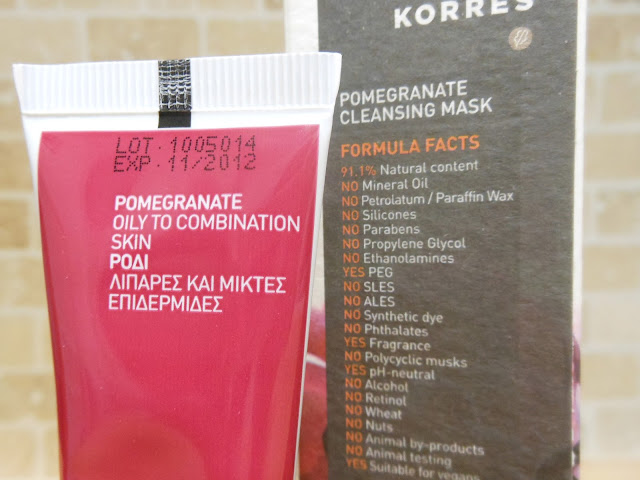 LOT·1005014
EXP·11/2012
POMEGRANATE
OILY TO COMBINATION
SKIN
ΡΟΔΙ
ΛΙΠΑΡΕΣ ΚΑΙ ΜΙΚΤΕΣ
ΕΠΙΔΕΡΜΙΔΕΣ
KORRES
POMEGRANATE
CLEANSING MASK
FORMULA FACTS
91.1% Natural content
NO Mineral Oil
NO Petrolatum / Paraffin Wax
NO Silicones
NO Parabens
NO Propylene Glycol
NO Ethanolamines
YES PEG
NO SLES
NO ALES
NO Synthetic dye
NO Phthalates
YES Fragrance
NO Polycyclic musks
YES pH-neutral
NO Alcohol
NO Retinol
NO Wheat
NO Nuts
NO Animal by-products
NO Animal testing
YES Suitable for vegans